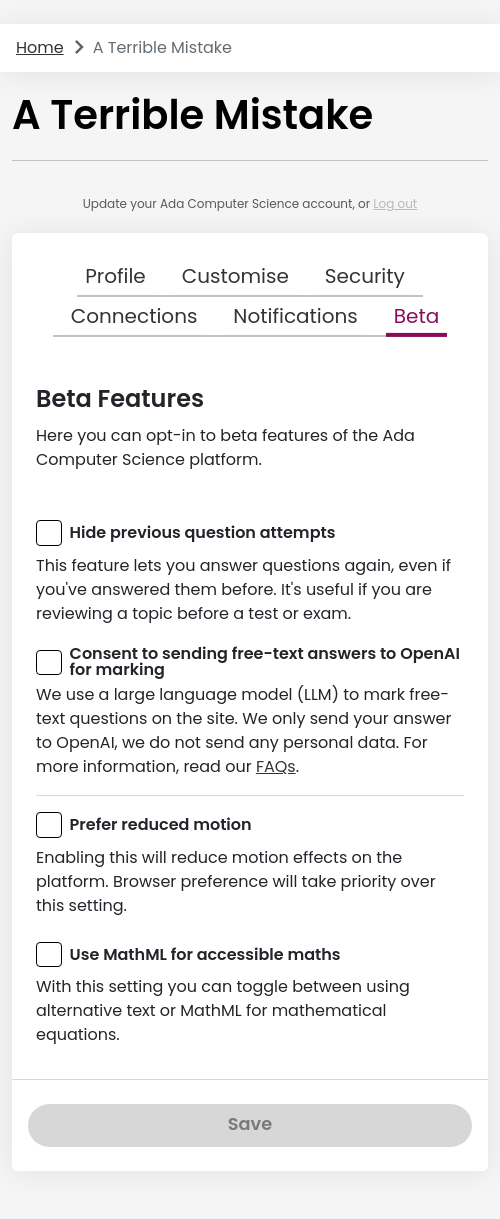 Home > A Terrible Mistake
A Terrible Mistake
Update your Ada Computer Science account, or Log out
Profile Customise Security
Connections Notifications Beta
Beta Features
Here you can opt-in to beta features of the Ada
Computer Science platform.
Hide previous question attempts
This feature lets you answer questions again, even if
you've answered them before. It's useful if you are
reviewing a topic before a test or exam.
Consent to sending free-text answers to OpenAI
for marking
We use a large language model (LLM) to mark free-
text questions on the site. We only send your answer
to OpenAI, we do not send any personal data. For
more information, read our FAQs.
Prefer reduced motion
Enabling this will reduce motion effects on the
platform. Browser preference will take priority over
this setting.
Use MathML for accessible maths
With this setting you can toggle between using
alternative text or MathML for mathematical
equations.
Save